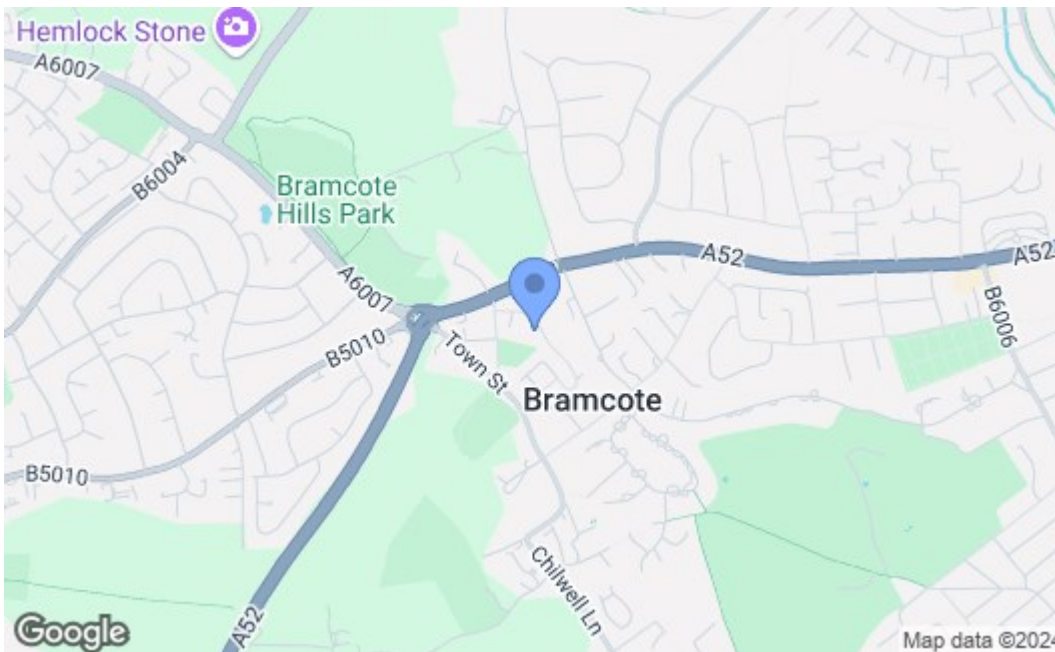 Hemlock Stone
A6007
B6004
Bramcote
Hills Park
A6007
A52
A52
B5010
Town St
B6006
Bramcote
B5010
Chilwell Ln
A52
Google
Map data ©2024